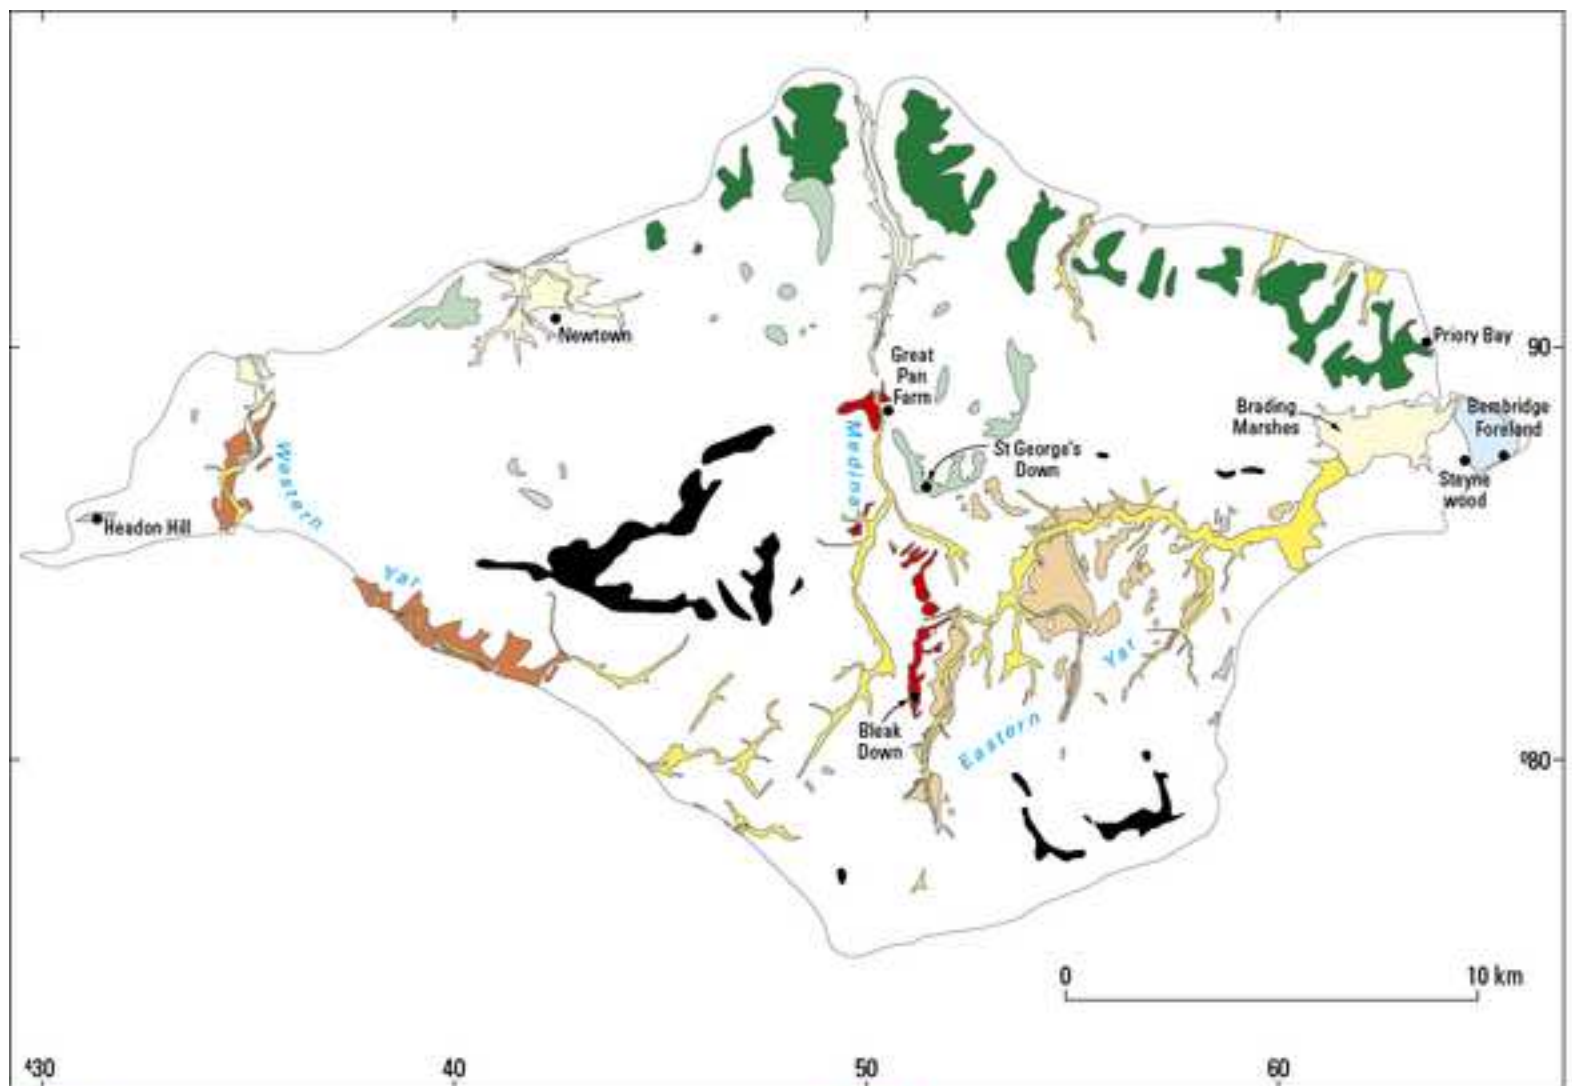 Newtown
Great
Pan
Farm
90
Priory Bay
Brading
Marshes
Bembridge
Foreland
Medina
Western
St George's
Down
Steyne
wood
Headon Hill
Yar
Yar
Bleak
Down
Eastern
⁰80
0 10 km
⁴30 40 50 60